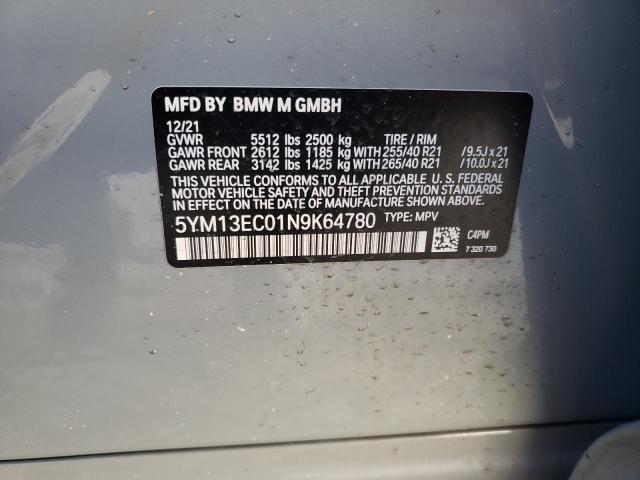 MFD BY BMW M GMBH
12/21
GVWR 5512 lbs 2500 kg TIRE / RIM
GAWR FRONT 2612 lbs 1185 kg WITH 255/40 R21 / 9.5J x 21
GAWR REAR 3142 lbs 1425 kg WITH 265/40 R21 / 10.0J x 21
THIS VEHICLE CONFORMS TO ALL APPLICABLE U. S. FEDERAL
MOTOR VEHICLE SAFETY AND THEFT PREVENTION STANDARDS
IN EFFECT ON THE DATE OF MANUFACTURE SHOWN ABOVE.
5YM13EC01N9K64780 TYPE: MPV
C4PM
7 320 730